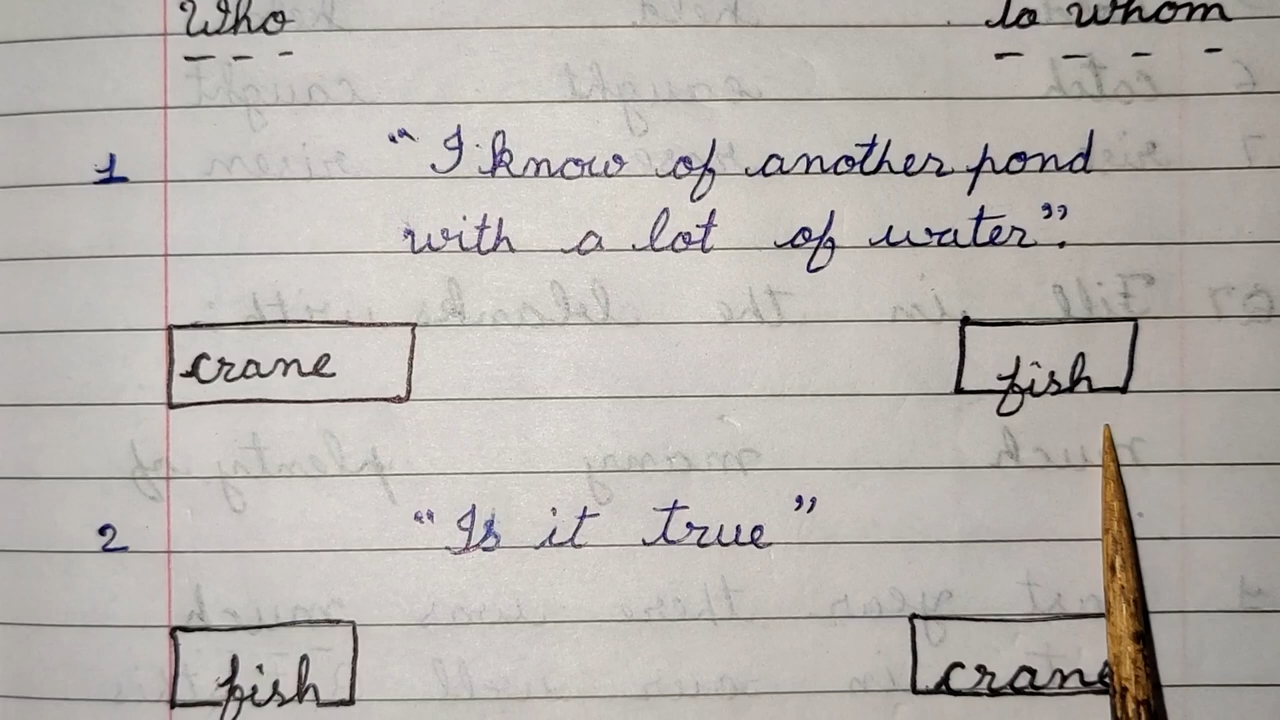 Who to whom
1 "I know of another pond
with a lot of water".
crane fish
2 "Is it true"
fish crane